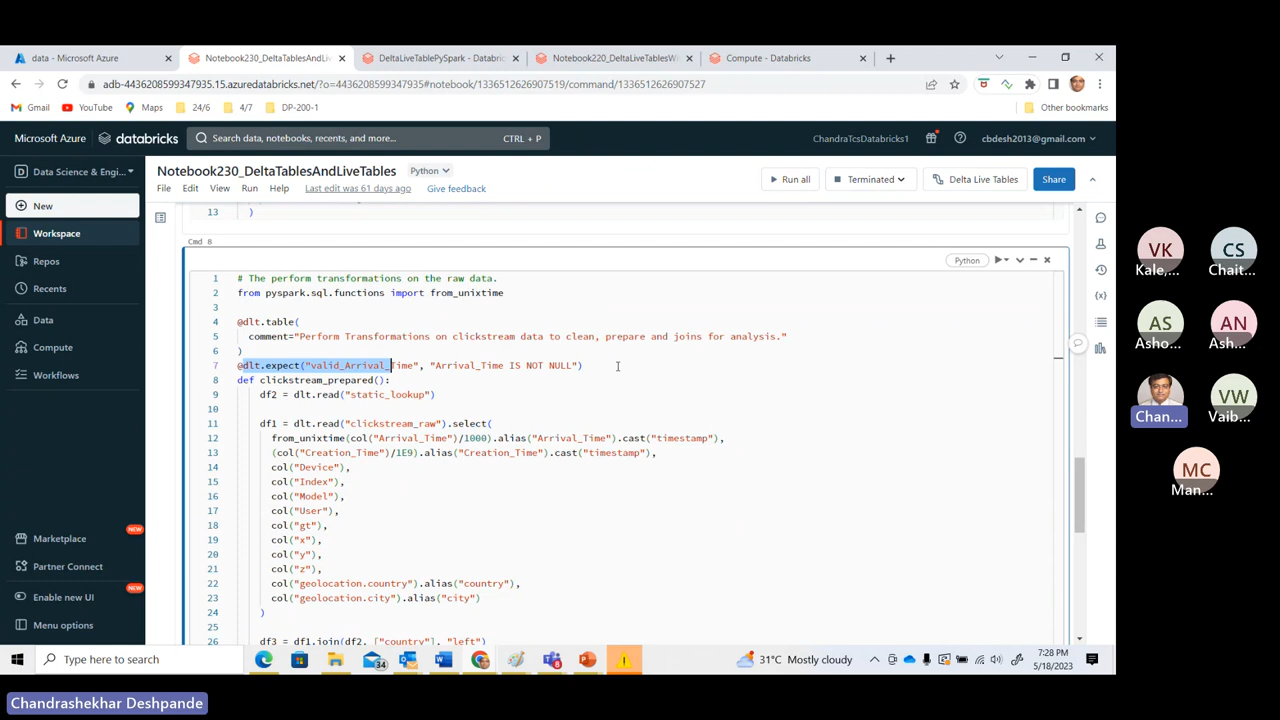 data - Microsoft Azure
Notebook230_DeltaTablesAndLiv
DeltaLiveTablePySpark - Databric
Notebook220_DeltaLiveTablesW
Compute - Databricks
adb-4436208599347935.15.azuredatabricks.net/?o=4436208599347935#notebook/1336512626907519/command/1336512626907527
Gmail
YouTube
Maps
24/6
4/7
DP-200-1
Other bookmarks
Microsoft Azure
databricks
Search data, notebooks, recents, and more...
CTRL + P
ChandraTcsDatabricks1
cbdesh2013@gmail.com
D
Data Science & Engi...
Notebook230_DeltaTablesAndLiveTables
Python
File
Edit
View
Run
Help
Last edit was 61 days ago
Give feedback
Run all
Terminated
Delta Live Tables
Share
New
Workspace
Repos
Recents
Data
Compute
Workflows
Marketplace
NEW
Partner Connect
Enable new UI
NEW
Menu options
13 )
Cmd 8
Python
1 # The perform transformations on the raw data.
2 from pyspark.sql.functions import from_unixtime
3
4 @dlt.table(
5 comment="Perform Transformations on clickstream data to clean, prepare and joins for analysis."
6 )
7 @dlt.expect("valid_Arrival_Time", "Arrival_Time IS NOT NULL")
8 def clickstream_prepared():
9 df2 = dlt.read("static_lookup")
10
11 df1 = dlt.read("clickstream_raw").select(
12 from_unixtime(col("Arrival_Time")/1000).alias("Arrival_Time").cast("timestamp"),
13 (col("Creation_Time")/1E9).alias("Creation_Time").cast("timestamp"),
14 col("Device"),
15 col("Index"),
16 col("Model"),
17 col("User"),
18 col("gt"),
19 col("x"),
20 col("y"),
21 col("z"),
22 col("geolocation.country").alias("country"),
23 col("geolocation.city").alias("city")
24 )
25
26 df3 = df1.join(df2, ["country"], "left")
VK
Kale,...
CS
Chait...
AS
Asho...
AN
Asho...
Chan...
VW
Vaib...
MC
Man...
Type here to search
34
8
31°C Mostly cloudy
7:28 PM
5/18/2023
Chandrashekhar Deshpande